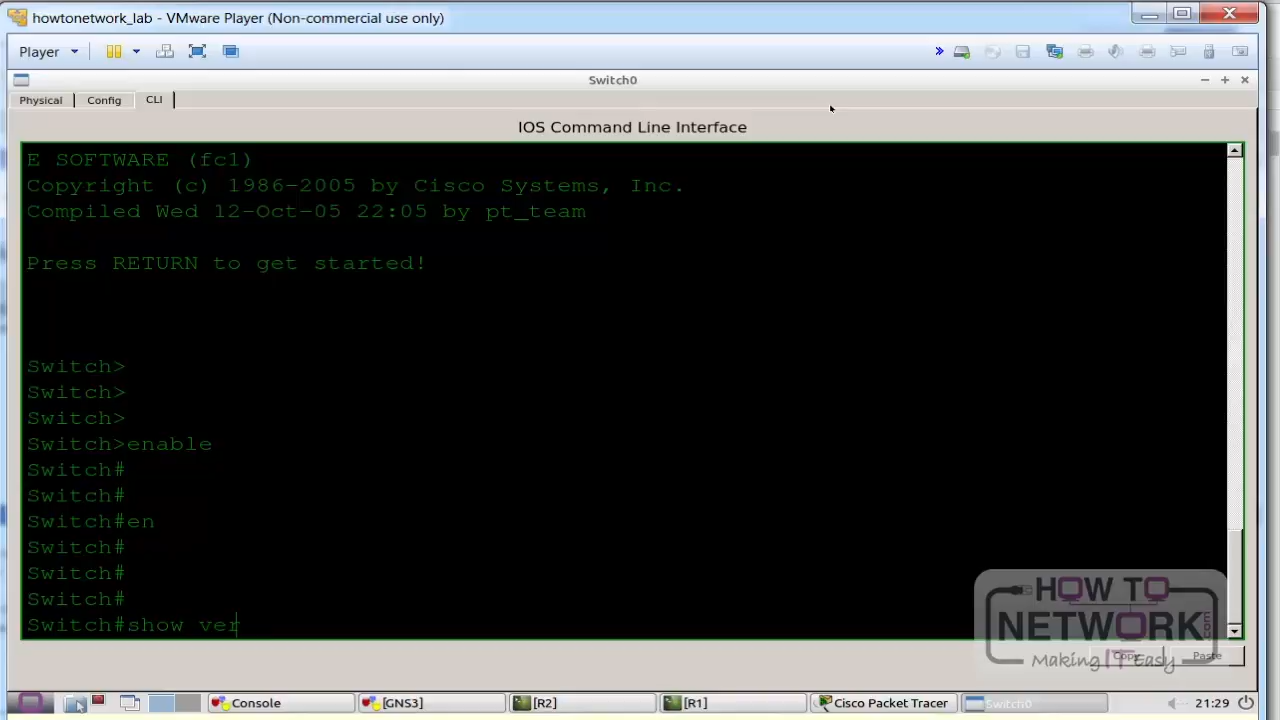 howtonetwork_lab - VMware Player (Non-commercial use only)
Player
Switch0
Physical
Config
CLI
IOS Command Line Interface
E SOFTWARE (fc1)
Copyright (c) 1986-2005 by Cisco Systems, Inc.
Compiled Wed 12-Oct-05 22:05 by pt_team
Press RETURN to get started!
Switch>
Switch>
Switch>
Switch>enable
Switch#
Switch#
Switch#en
Switch#
Switch#
Switch#
Switch#show ver
HOW TO
NETWORK.com
Making IT Easy
Copy
Paste
Console
[GNS3]
[R2]
[R1]
Cisco Packet Tracer
Switch0
21:29